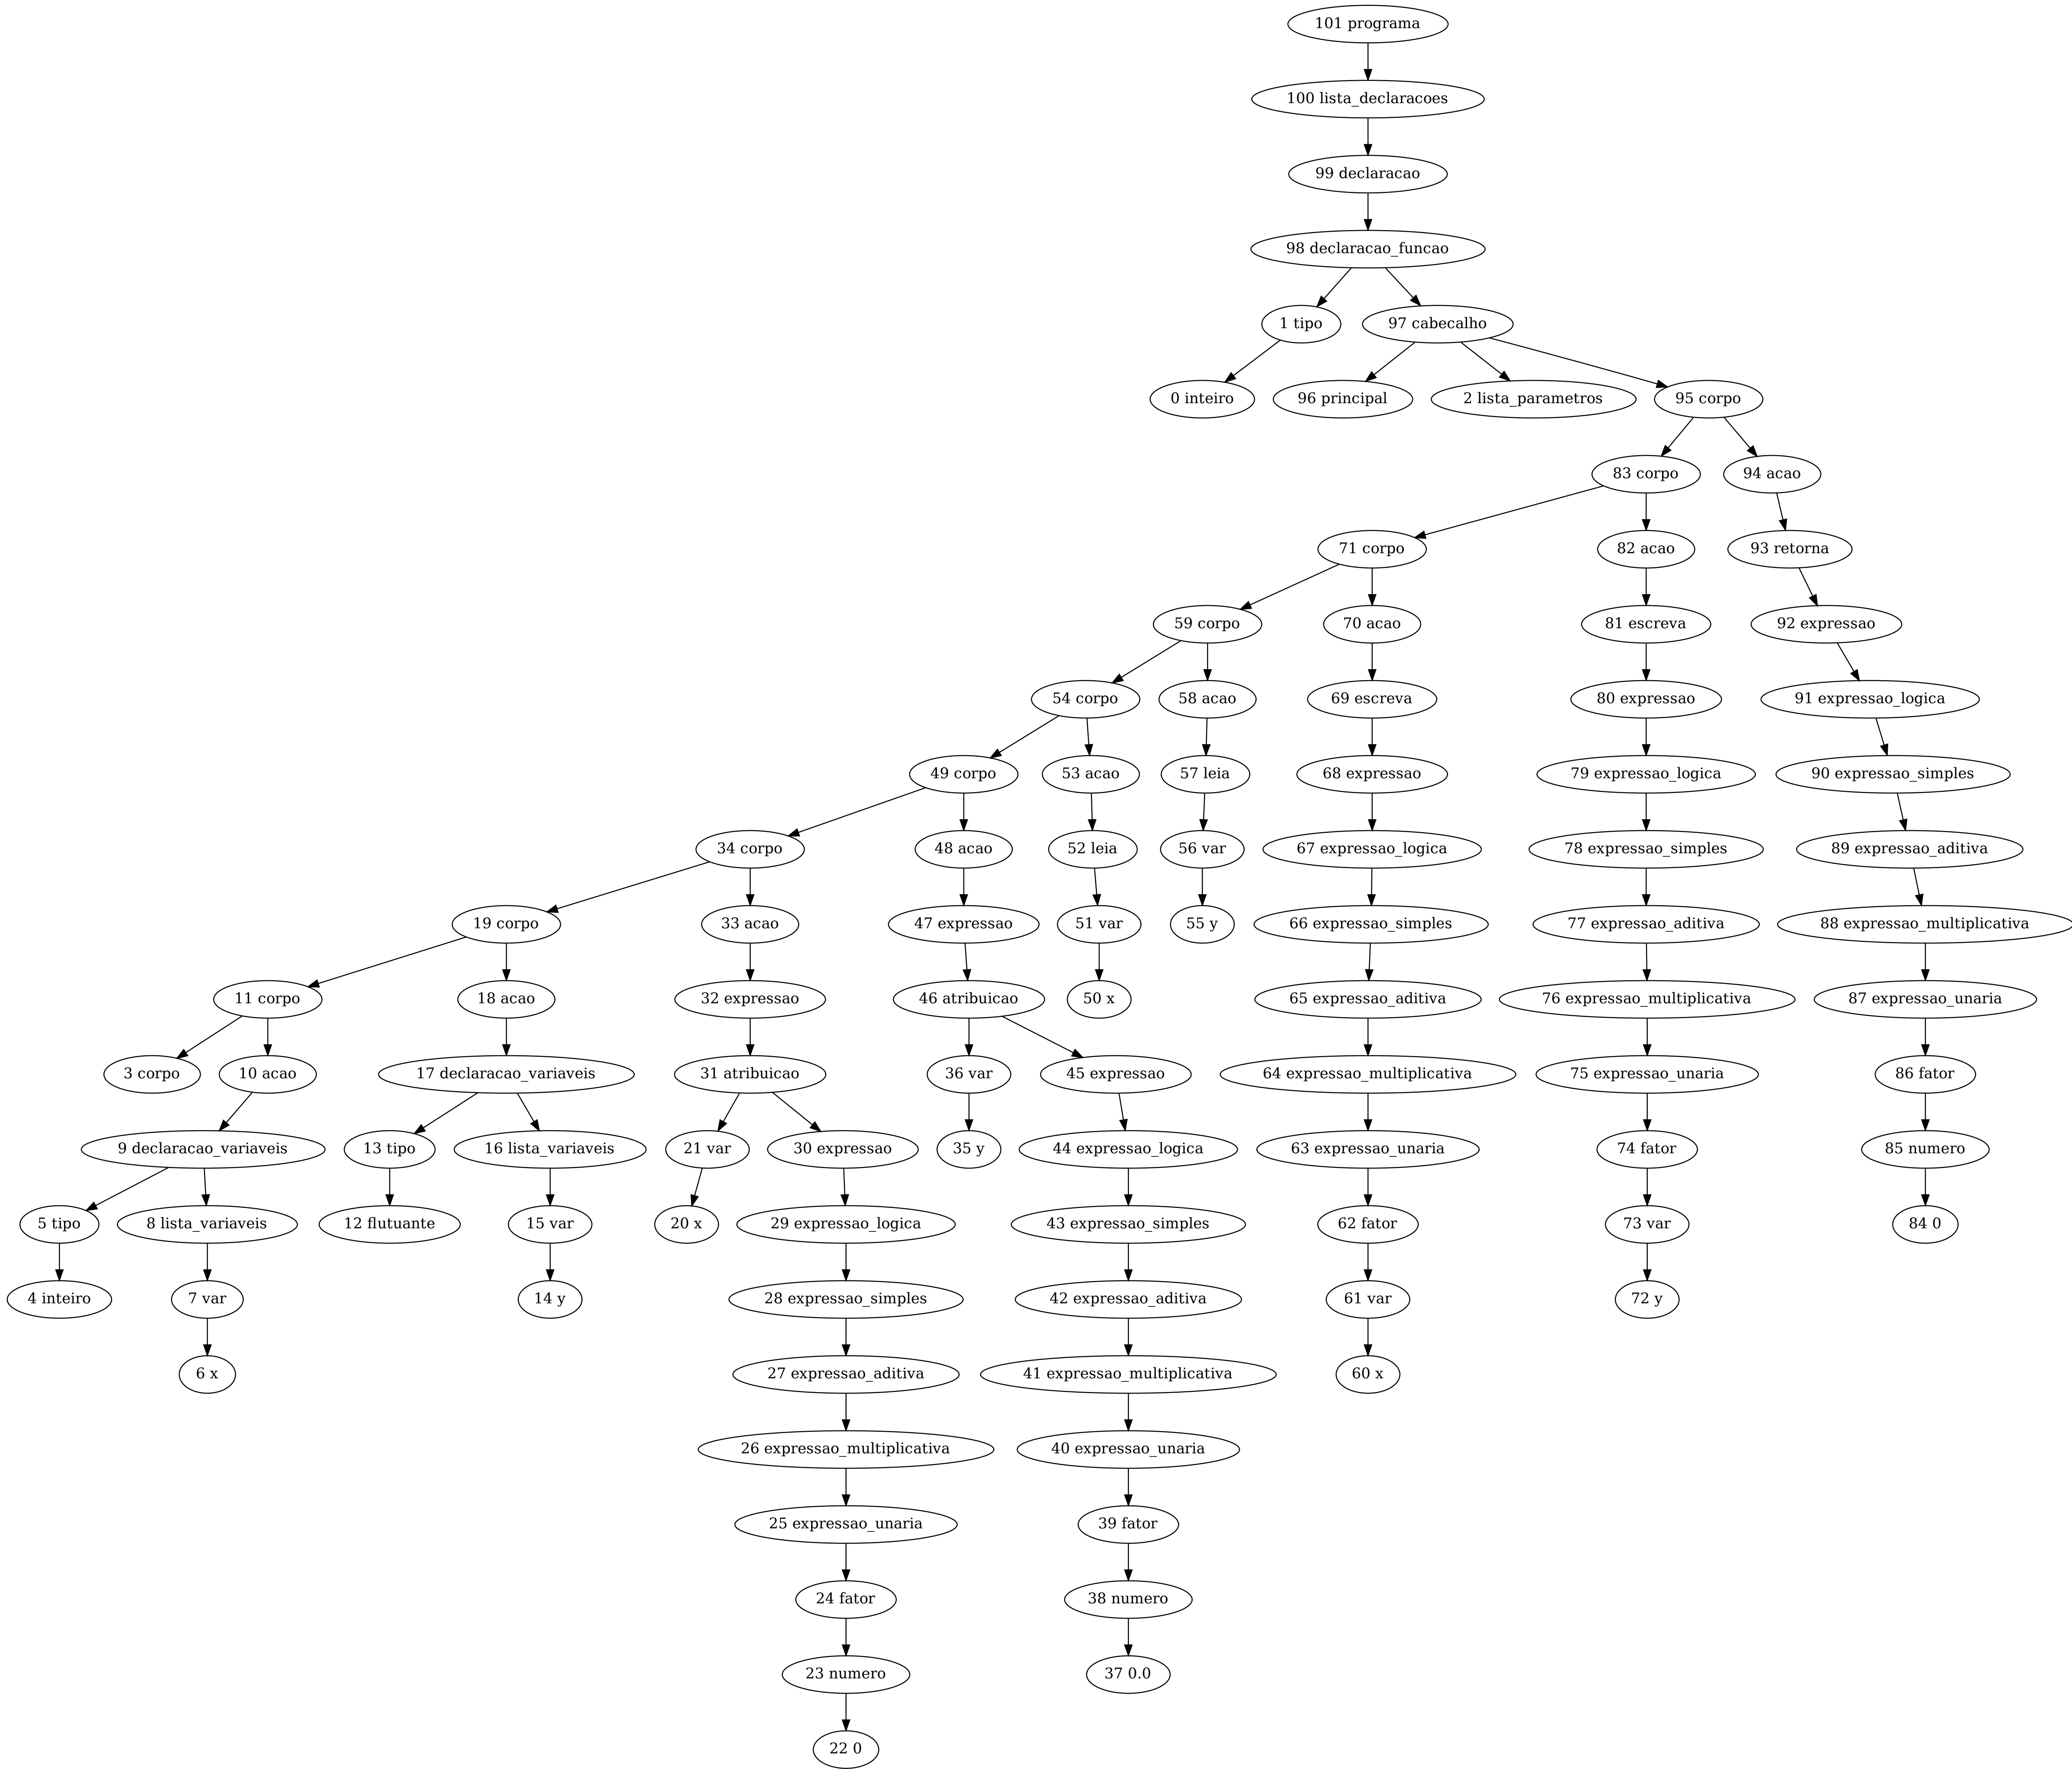 101 programa
100 lista_declaracoes
99 declaracao
98 declaracao_funcao
1 tipo
97 cabecalho
0 inteiro
96 principal
2 lista_parametros
95 corpo
83 corpo
94 acao
71 corpo
82 acao
93 retorna
59 corpo
70 acao
81 escreva
92 expressao
54 corpo
58 acao
69 escreva
80 expressao
91 expressao_logica
49 corpo
53 acao
57 leia
68 expressao
79 expressao_logica
90 expressao_simples
34 corpo
48 acao
52 leia
56 var
67 expressao_logica
78 expressao_simples
89 expressao_aditiva
19 corpo
33 acao
47 expressao
51 var
55 y
66 expressao_simples
77 expressao_aditiva
88 expressao_multiplicativa
11 corpo
18 acao
32 expressao
46 atribuicao
50 x
65 expressao_aditiva
76 expressao_multiplicativa
87 expressao_unaria
3 corpo
10 acao
17 declaracao_variaveis
31 atribuicao
36 var
45 expressao
64 expressao_multiplicativa
75 expressao_unaria
86 fator
9 declaracao_variaveis
13 tipo
16 lista_variaveis
21 var
30 expressao
35 y
44 expressao_logica
63 expressao_unaria
74 fator
85 numero
5 tipo
8 lista_variaveis
12 flutuante
15 var
20 x
29 expressao_logica
43 expressao_simples
62 fator
73 var
84 0
4 inteiro
7 var
14 y
28 expressao_simples
42 expressao_aditiva
61 var
72 y
6 x
27 expressao_aditiva
41 expressao_multiplicativa
60 x
26 expressao_multiplicativa
40 expressao_unaria
25 expressao_unaria
39 fator
24 fator
38 numero
23 numero
37 0.0
22 0